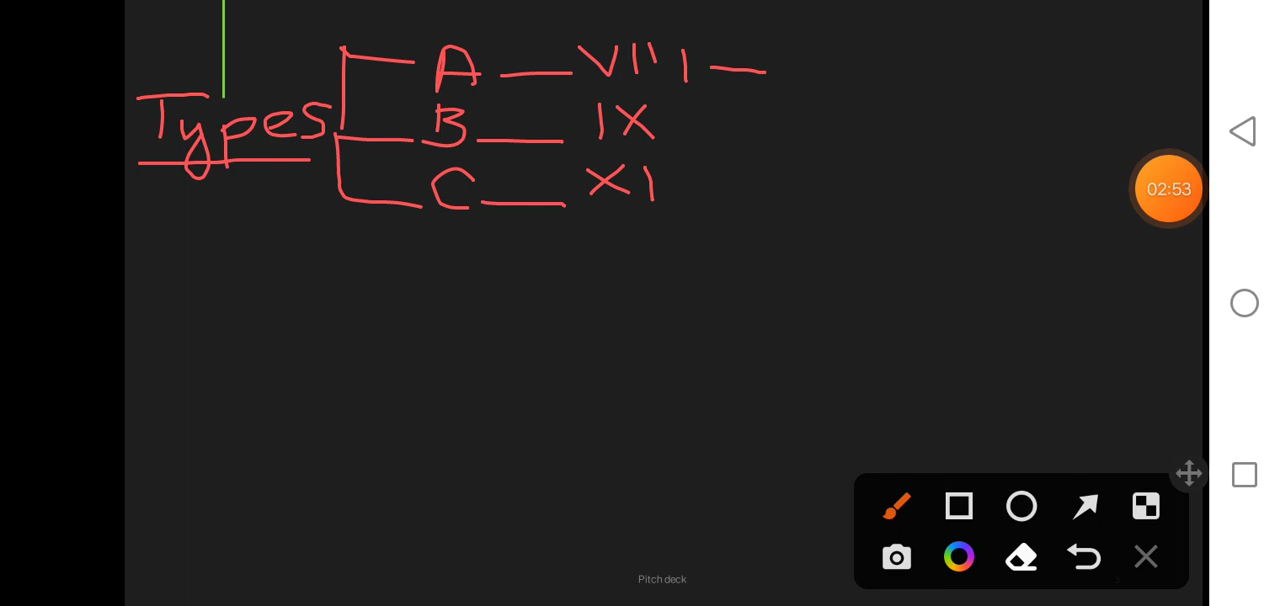 A — VIII —
Types B — IX
C — XI
02:53
Pitch deck